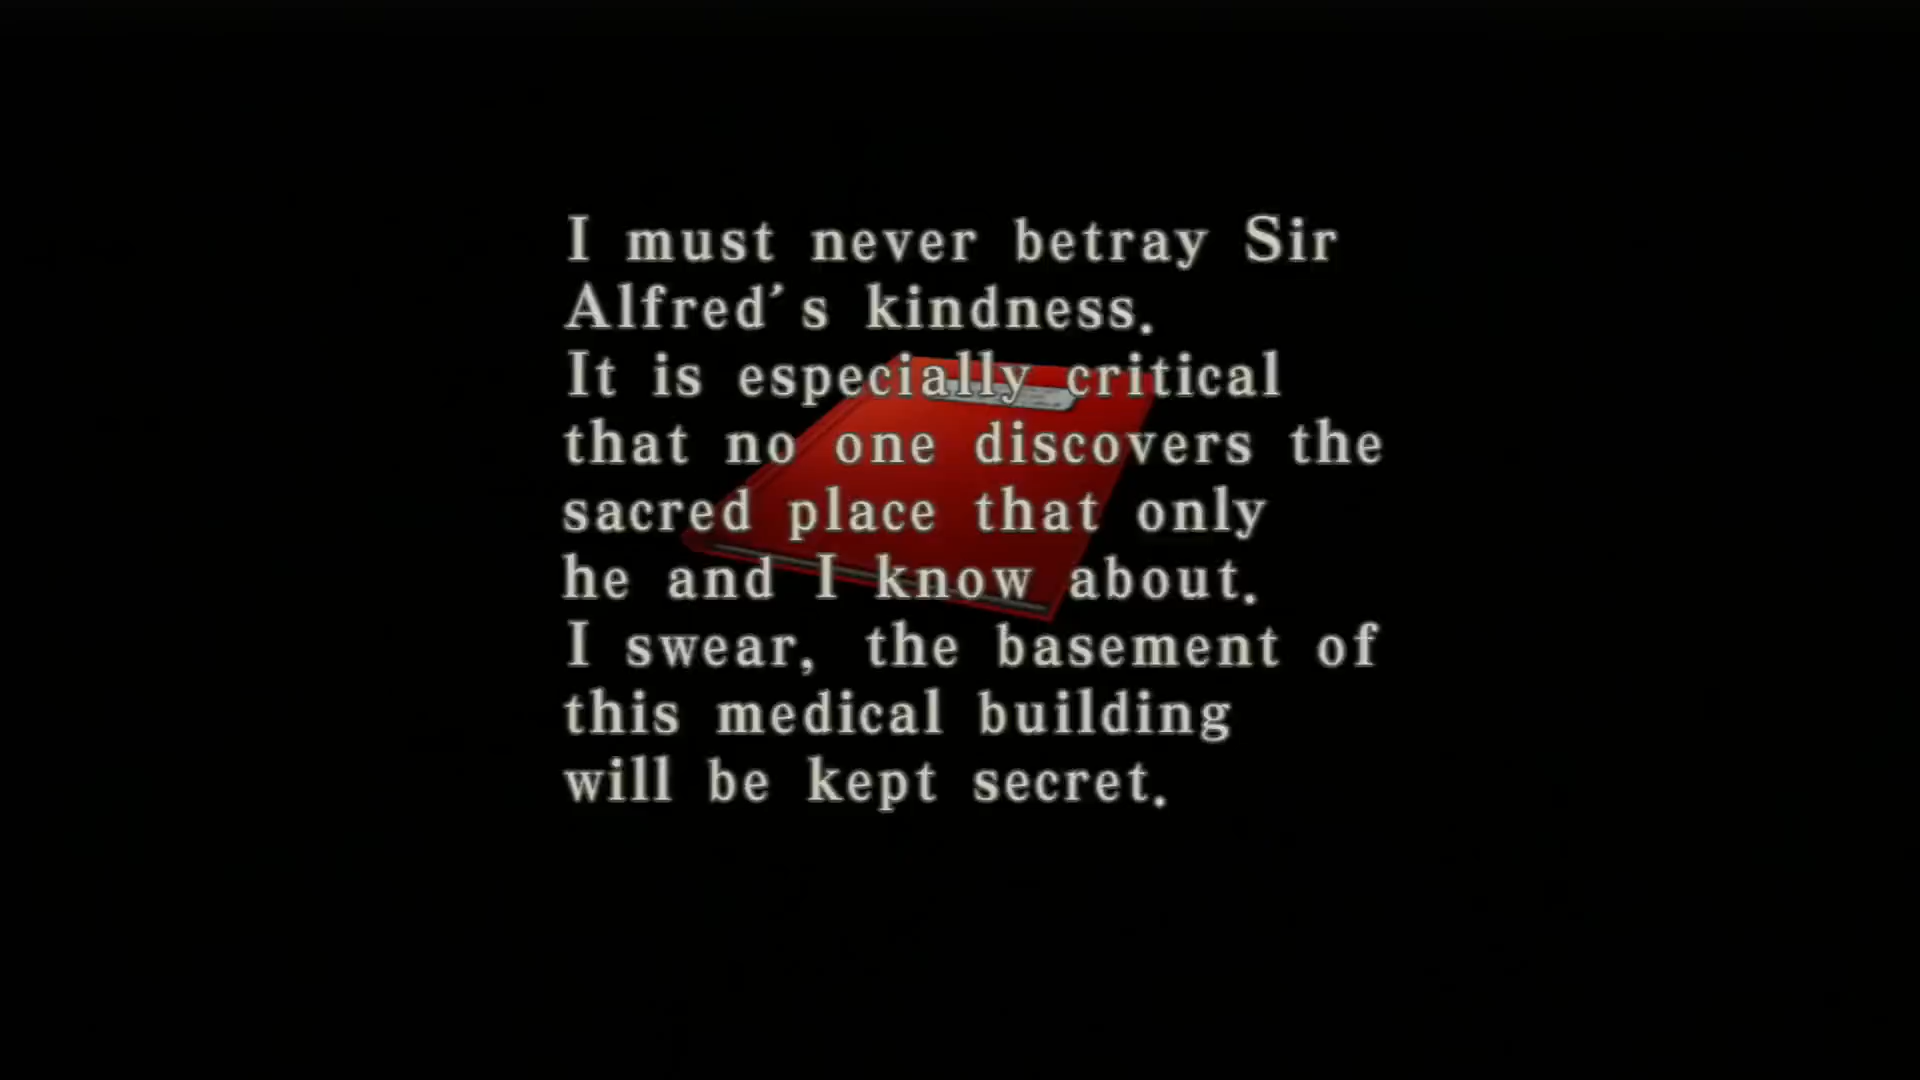 I must never betray Sir
Alfred's kindness.
It is especially critical
that no one discovers the
sacred place that only
he and I know about.
I swear, the basement of
this medical building
will be kept secret.